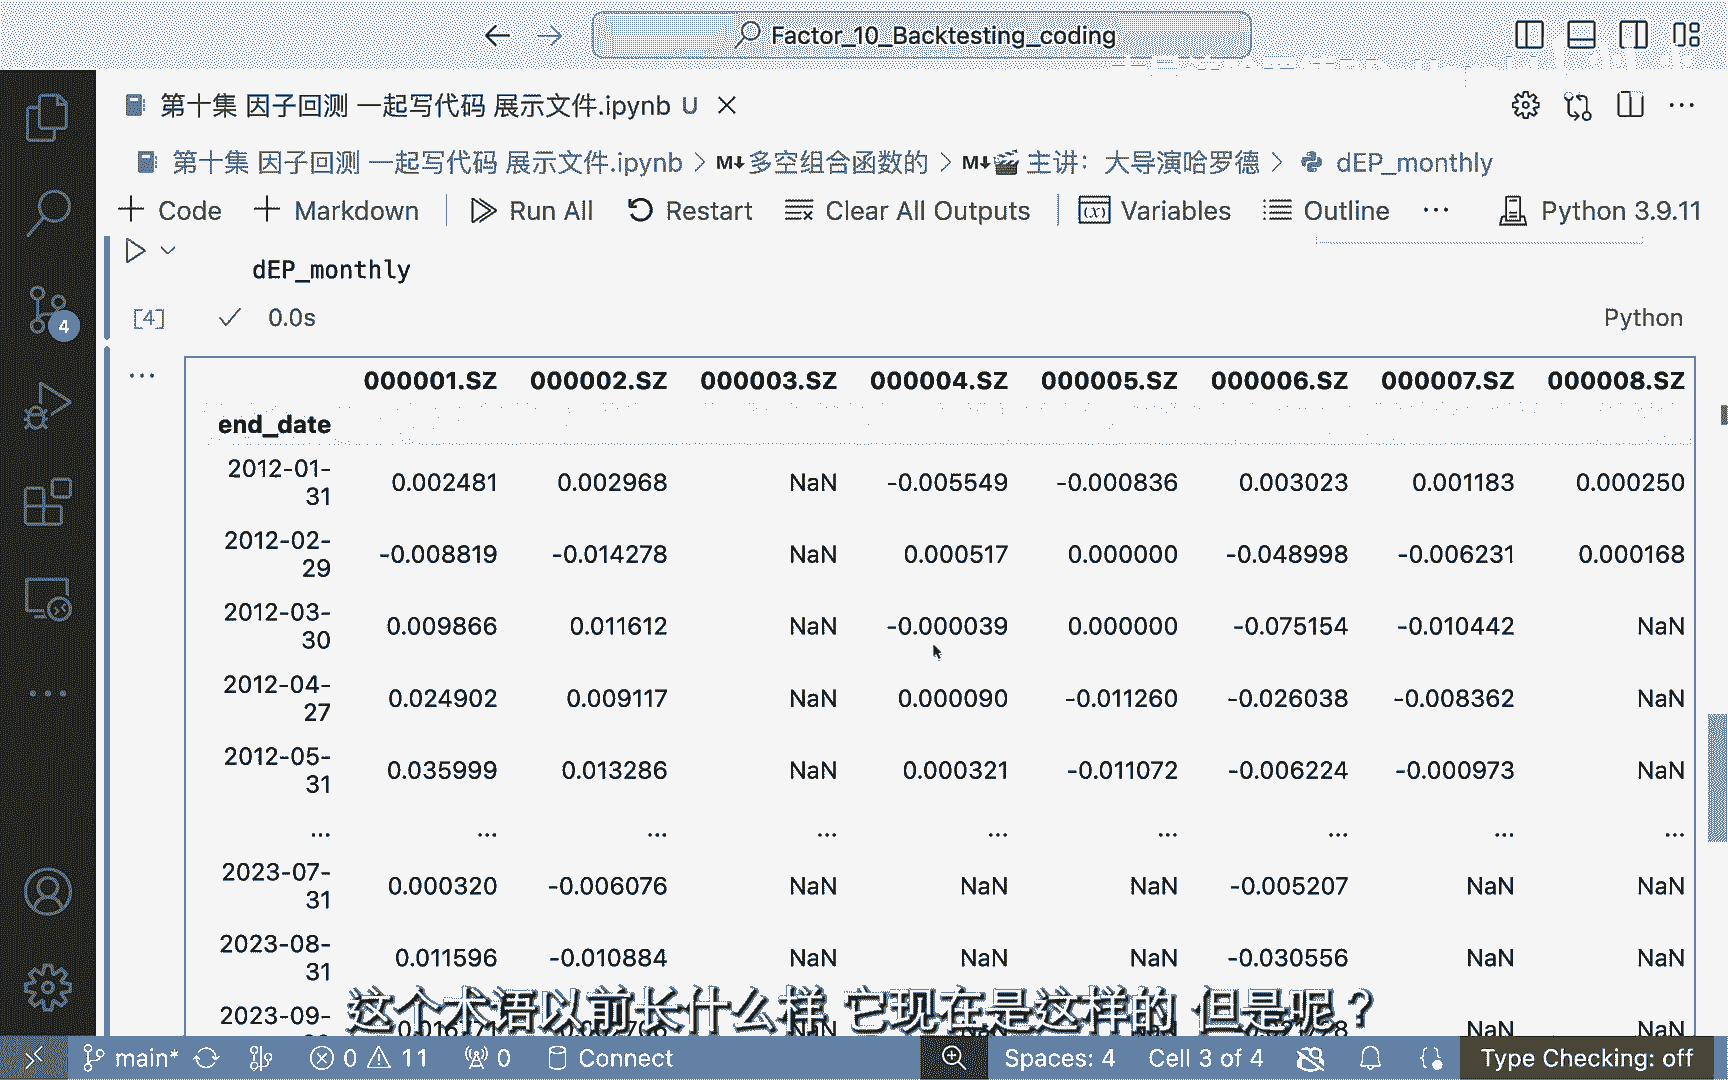 Factor_10_Backtesting_coding
第十集 因子回测 一起写代码 展示文件.ipynb U
第十集 因子回测 一起写代码 展示文件.ipynb > M↓ 多空组合函数的 > M↓ 🎬 主讲：大导演哈罗德 > dEP_monthly
+ Code + Markdown Run All Restart Clear All Outputs Variables Outline ... Python 3.9.11
dEP_monthly
[4] ✓ 0.0s Python
000001.SZ 000002.SZ 000003.SZ 000004.SZ 000005.SZ 000006.SZ 000007.SZ 000008.SZ
end_date
2012-01-31 0.002481 0.002968 NaN -0.005549 -0.000836 0.003023 0.001183 0.000250
2012-02-29 -0.008819 -0.014278 NaN 0.000517 0.000000 -0.048998 -0.006231 0.000168
2012-03-30 0.009866 0.011612 NaN -0.000039 0.000000 -0.075154 -0.010442 NaN
2012-04-27 0.024902 0.009117 NaN 0.000090 -0.011260 -0.026038 -0.008362 NaN
2012-05-31 0.035999 0.013286 NaN 0.000321 -0.011072 -0.006224 -0.000973 NaN
... ... ... ... ... ... ... ... ...
2023-07-31 0.000320 -0.006076 NaN NaN NaN -0.005207 NaN NaN
2023-08-31 0.011596 -0.010884 NaN NaN NaN -0.030556 NaN NaN
2023-09- NaN NaN NaN NaN NaN
这个术语以前长什么样 它现在是这样的 但是呢？
main* 0 11 0 Connect Spaces: 4 Cell 3 of 4 Type Checking: off
4